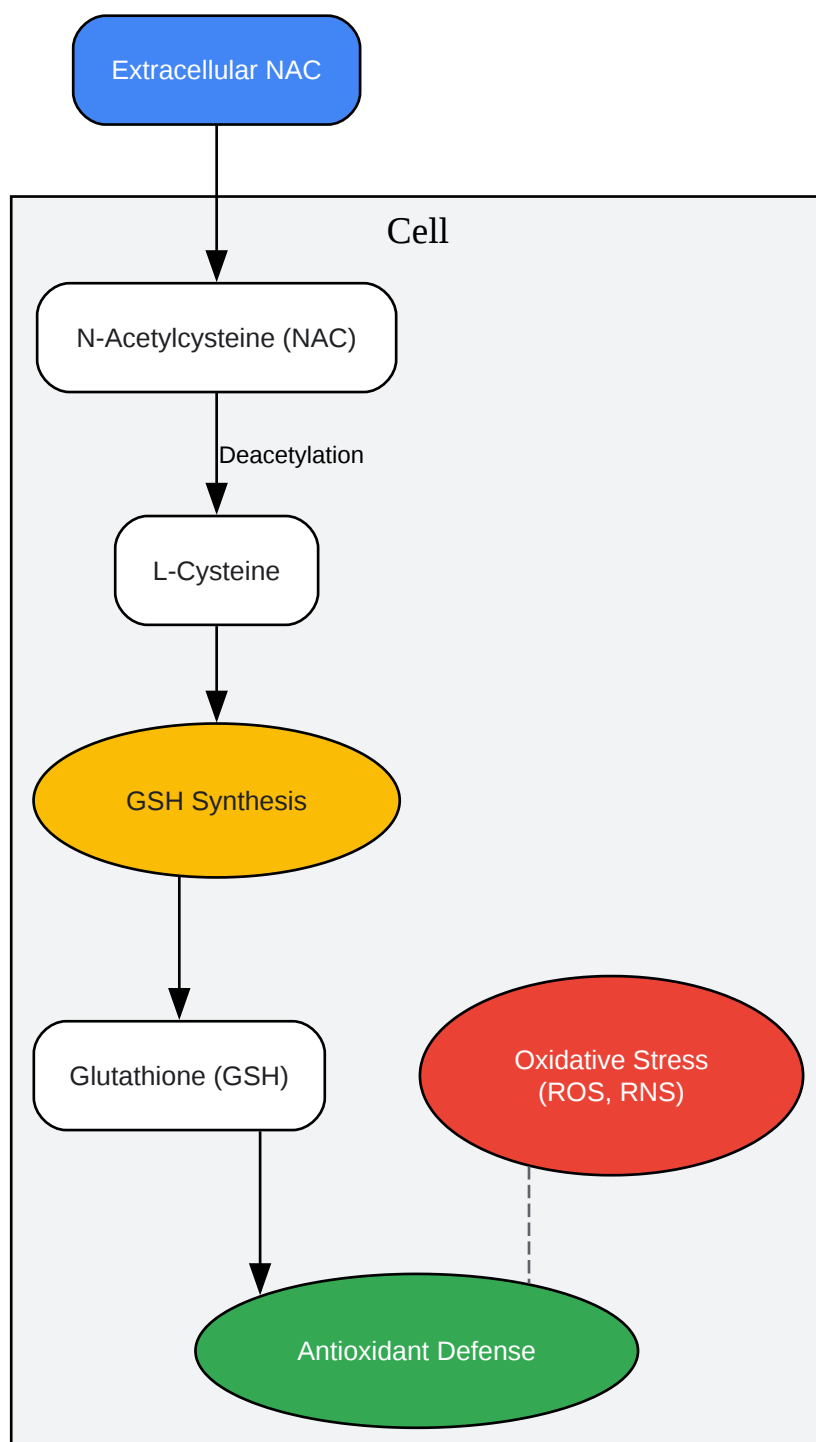 Extracellular NAC
Cell
N-Acetylcysteine (NAC)
Deacetylation
L-Cysteine
GSH Synthesis
Oxidative Stress
(ROS, RNS)
Glutathione (GSH)
Antioxidant Defense